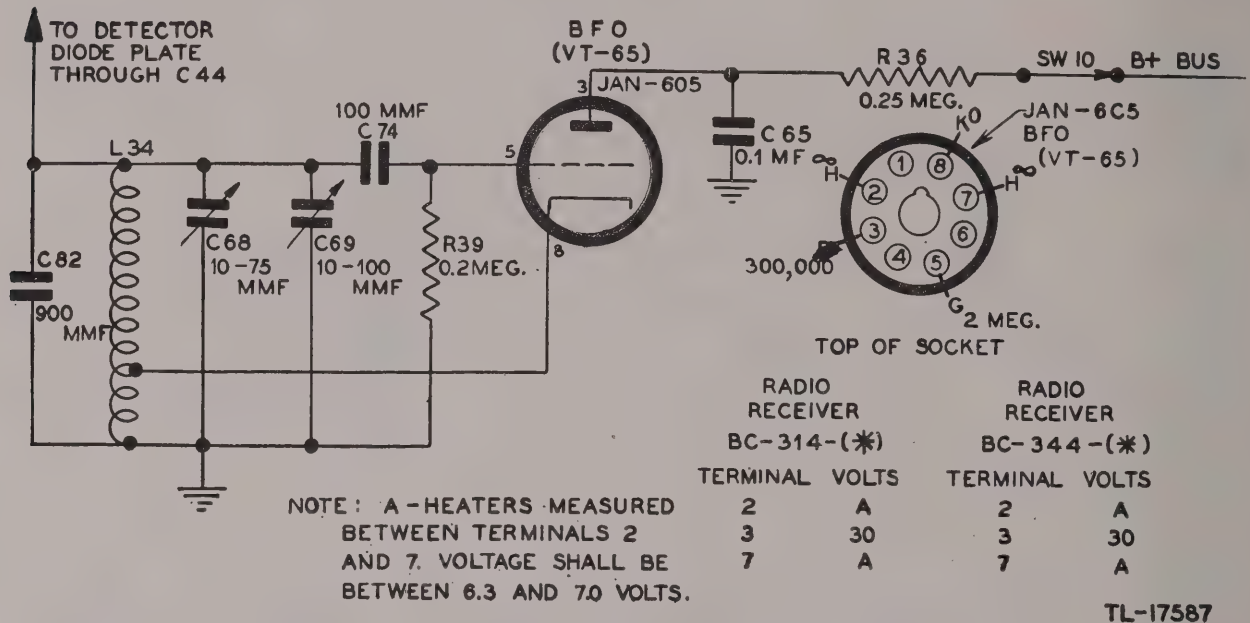 TO DETECTOR
DIODE PLATE
THROUGH C44
BFO
(VT-65)
3
JAN-605
R36
0.25 MEG.
SW 10
B+ BUS
100 MMF
C 74
L34
5
8
C 65
0.1 MF
JAN-6C5
BFO
(VT-65)
K0
∞
H
H
∞
1
8
2
7
3
6
4
5
300,000
G
2 MEG.
TOP OF SOCKET
C82
900
MMF
C68
10-75
MMF
C69
10-100
MMF
R39
0.2MEG.
RADIO
RECEIVER
BC-314-(*)
TERMINAL VOLTS
2 A
3 30
7 A
RADIO
RECEIVER
BC-344-(*)
TERMINAL VOLTS
2 A
3 30
7 A
NOTE: A-HEATERS MEASURED
BETWEEN TERMINALS 2
AND 7. VOLTAGE SHALL BE
BETWEEN 6.3 AND 7.0 VOLTS.
TL-17587